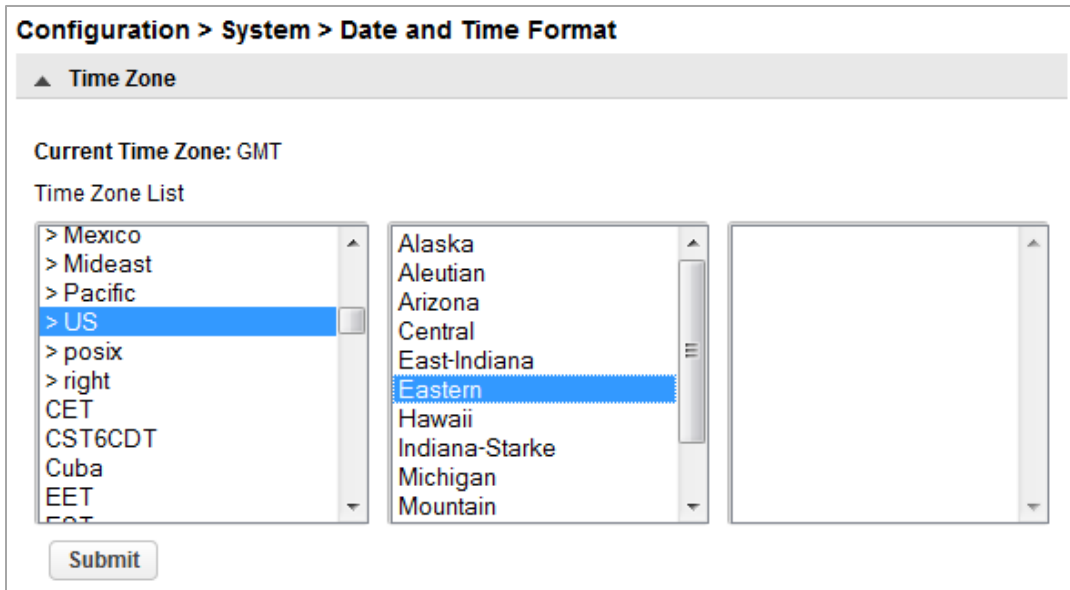 Configuration > System > Date and Time Format
Time Zone
Current Time Zone: GMT
Time Zone List
> Mexico
> Mideast
> Pacific
> US
> posix
> right
CET
CST6CDT
Cuba
EET
Alaska
Aleutian
Arizona
Central
East-Indiana
Eastern
Hawaii
Indiana-Starke
Michigan
Mountain
Submit